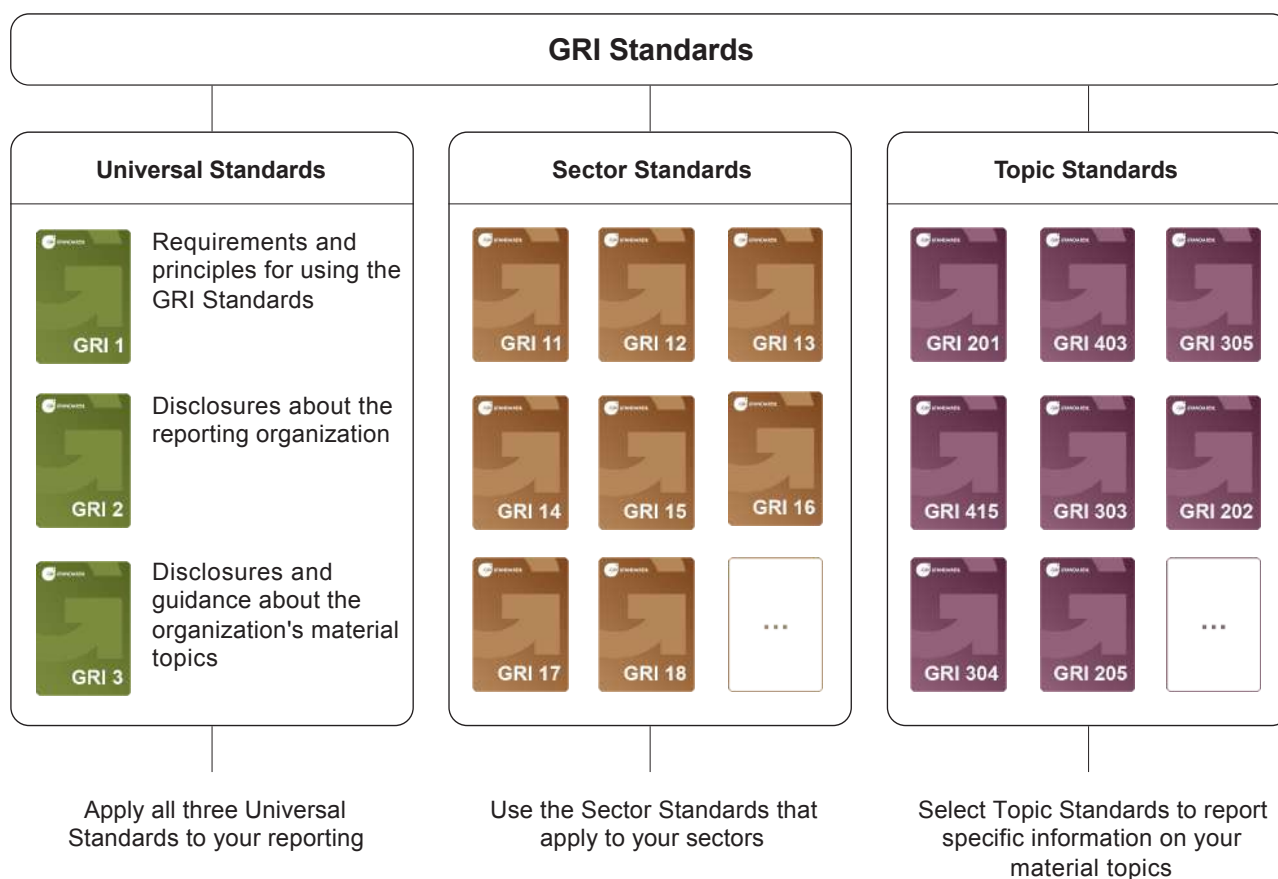 GRI Standards
Universal Standards
Requirements and
principles for using the
GRI Standards
GRI 1
Disclosures about the
reporting organization
GRI 2
Disclosures and
guidance about the
organization's material
topics
GRI 3
Apply all three Universal
Standards to your reporting
Sector Standards
GRI 11
GRI 12
GRI 13
GRI 14
GRI 15
GRI 16
GRI 17
GRI 18
...
Use the Sector Standards that
apply to your sectors
Topic Standards
GRI 201
GRI 403
GRI 305
GRI 415
GRI 303
GRI 202
GRI 304
GRI 205
...
Select Topic Standards to report
specific information on your
material topics